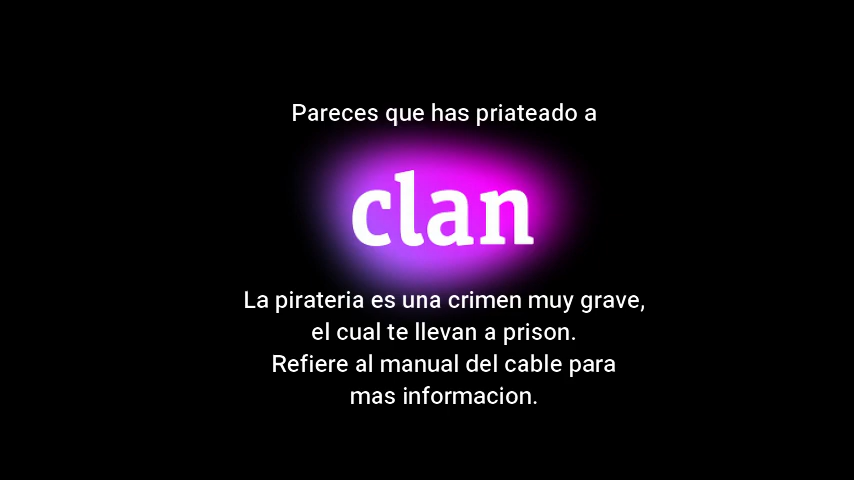 Pareces que has priateado a
clan
La pirateria es una crimen muy grave,
el cual te llevan a prison.
Refiere al manual del cable para
mas informacion.